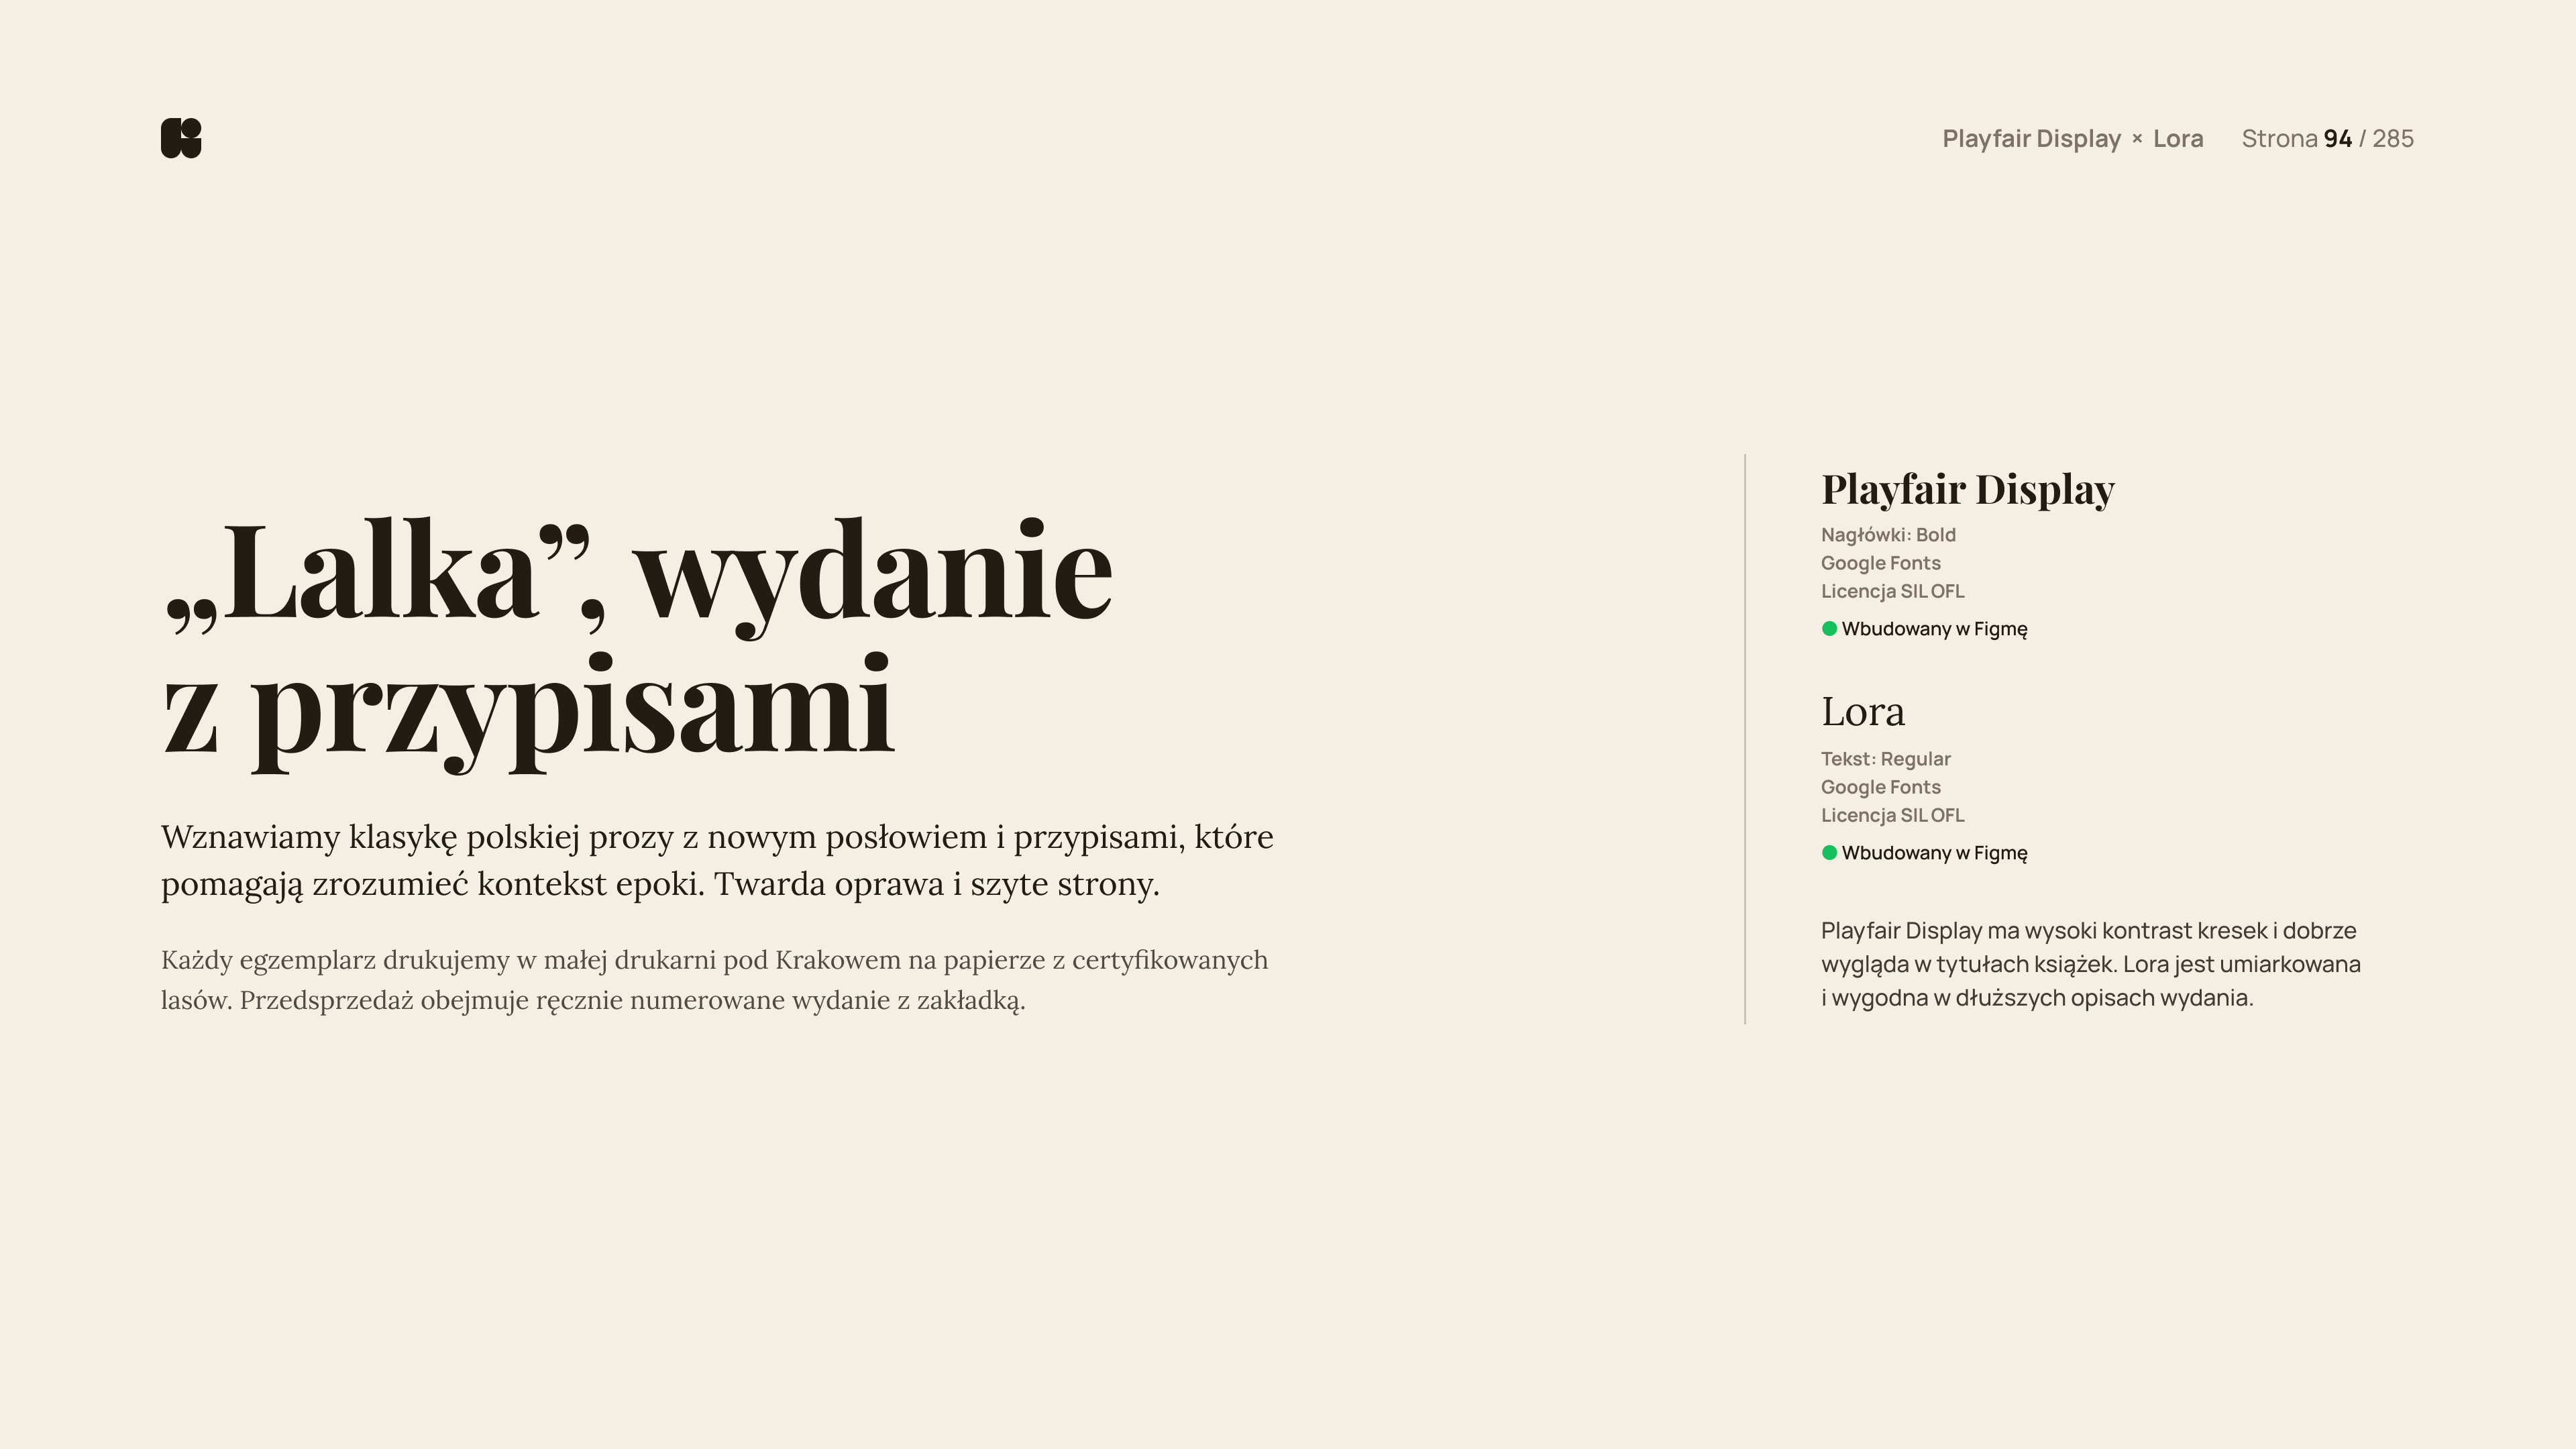 Playfair Display × Lora
Strona 94 / 285
„Lalka”, wydanie
z przypisami
Wznawiamy klasykę polskiej prozy z nowym posłowiem i przypisami, które
pomagają zrozumieć kontekst epoki. Twarda oprawa i szyte strony.
Każdy egzemplarz drukujemy w małej drukarni pod Krakowem na papierze z certyfikowanych
lasów. Przedsprzedaż obejmuje ręcznie numerowane wydanie z zakładką.
Playfair Display
Nagłówki: Bold
Google Fonts
Licencja SIL OFL
Wbudowany w Figmę
Lora
Tekst: Regular
Google Fonts
Licencja SIL OFL
Wbudowany w Figmę
Playfair Display ma wysoki kontrast kresek i dobrze
wygląda w tytułach książek. Lora jest umiarkowana
i wygodna w dłuższych opisach wydania.